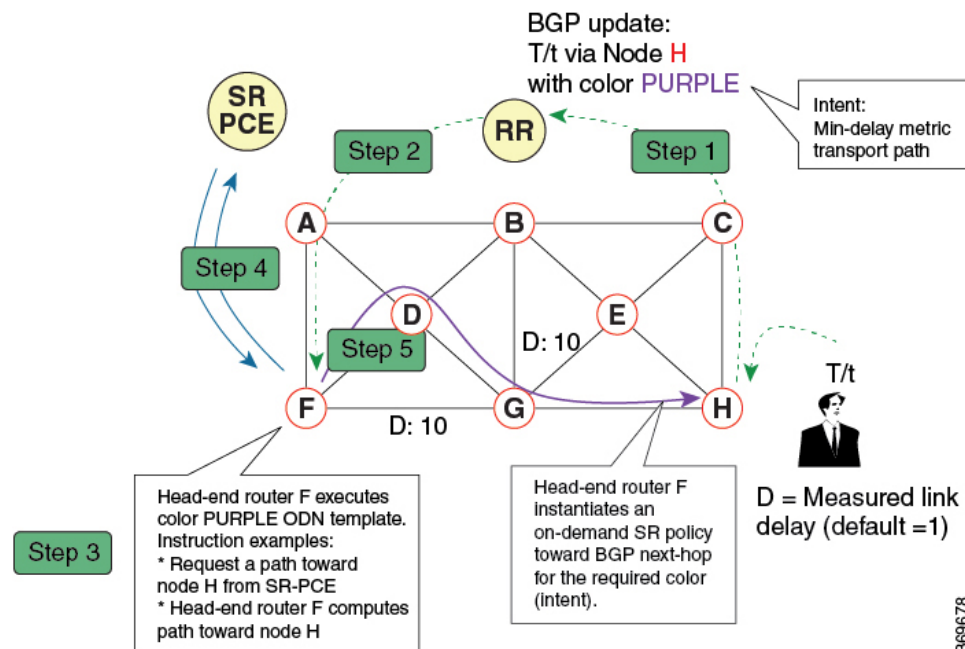 BGP update:
T/t via Node H
with color PURPLE
SR
PCE
RR
Intent:
Min-delay metric
transport path
Step 2
Step 1
A
B
C
Step 4
D
E
Step 5
D: 10
T/t
F
G
H
D: 10
Head-end router F executes
color PURPLE ODN template.
Instruction examples:
* Request a path toward
node H from SR-PCE
* Head-end router F computes
path toward node H
Step 3
Head-end router F
instantiates an
on-demand SR policy
toward BGP next-hop
for the required color
(intent).
D = Measured link
delay (default =1)
369678